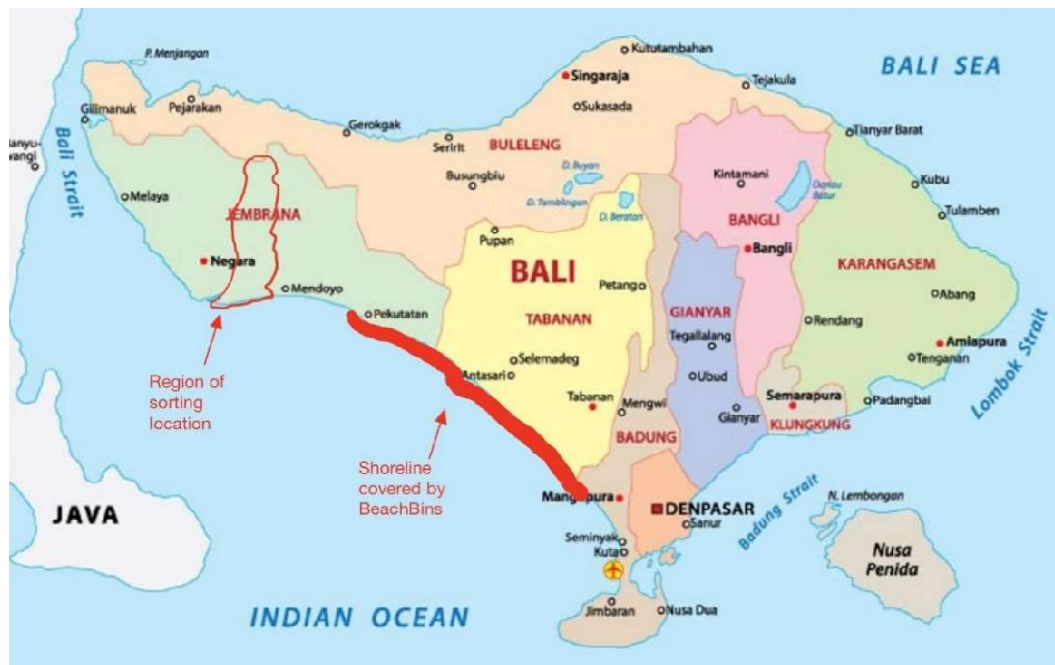 BALI SEA
Kututambahan
P. Menjangan
Singaraja
Tejakula
Gilimanuk
Pejarakan
Sukasada
Gerokgak
Tianyar Barat
Seririt
BULELENG
Bali Strait
Busungbiu
D. Buyan
Kintamani
Danau
Batur
Kubu
Melaya
D. Tamblingan
D. Beratan
Tulamben
JEMBRANA
BANGLI
Pupan
Bangli
Negara
BALI
KARANGASEM
Mendoyo
Petang
Abang
Pekutatan
TABANAN
GIANYAR
Rendang
Tegallalang
Amlapura
Selemadeg
Tenganan
Antasari
Ubud
Lombok Strait
Region of
sorting
location
Tabanan
Mengwi
Semarapura
Padangbai
Gianyar
KLUNGKUNG
BADUNG
Shoreline
covered by
BeachBins
Badung Strait
N. Lembongan
JAVA
DENPASAR
Sanur
Seminyak
Kuta
Nusa
Penida
INDIAN OCEAN
Jimbaran
Nusa Dua